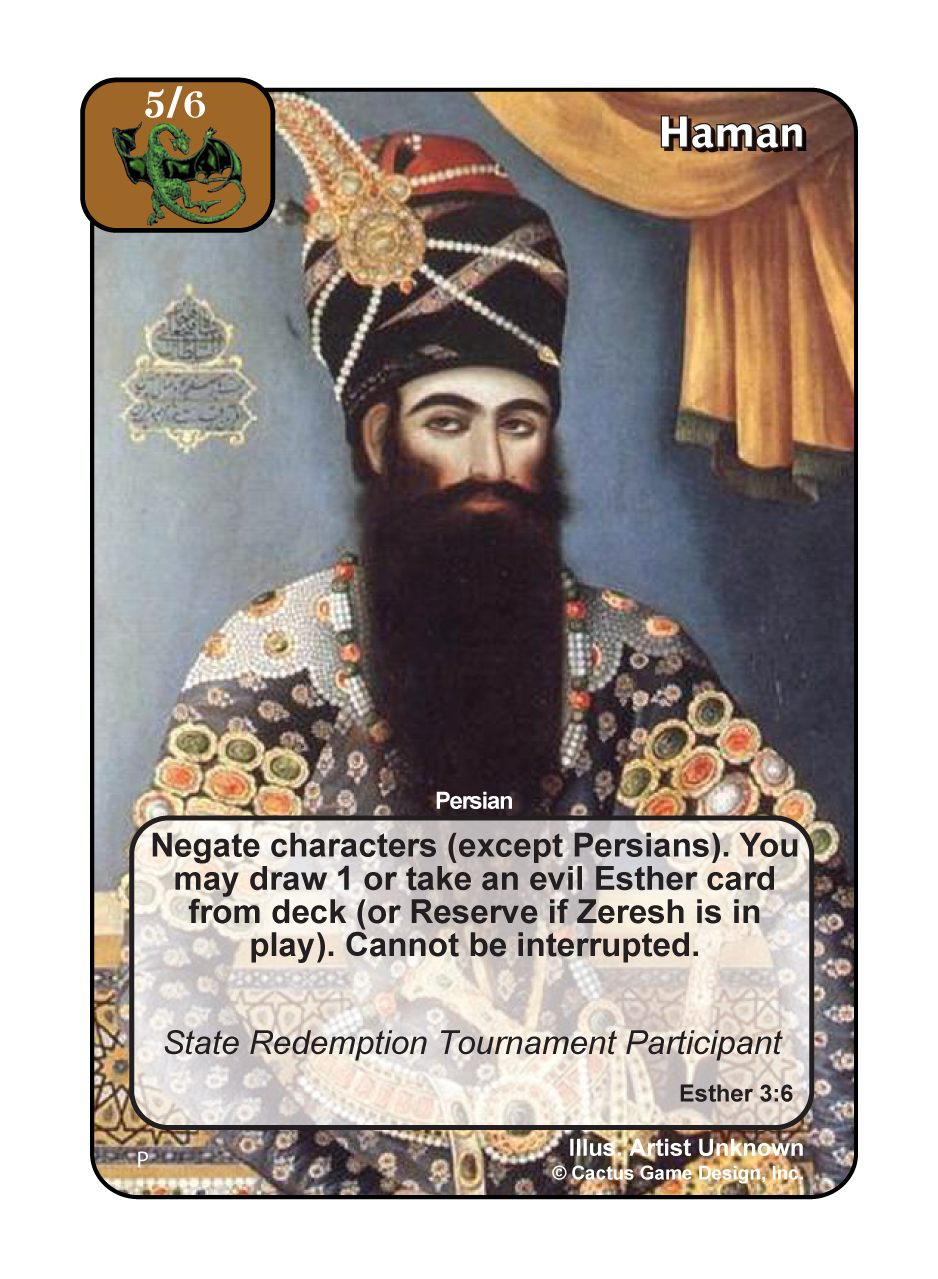 5/6
Haman
Persian
Negate characters (except Persians). You
may draw 1 or take an evil Esther card
from deck (or Reserve if Zeresh is in
play). Cannot be interrupted.
State Redemption Tournament Participant
Esther 3:6
Illus. Artist Unknown
P
© Cactus Game Design, Inc.